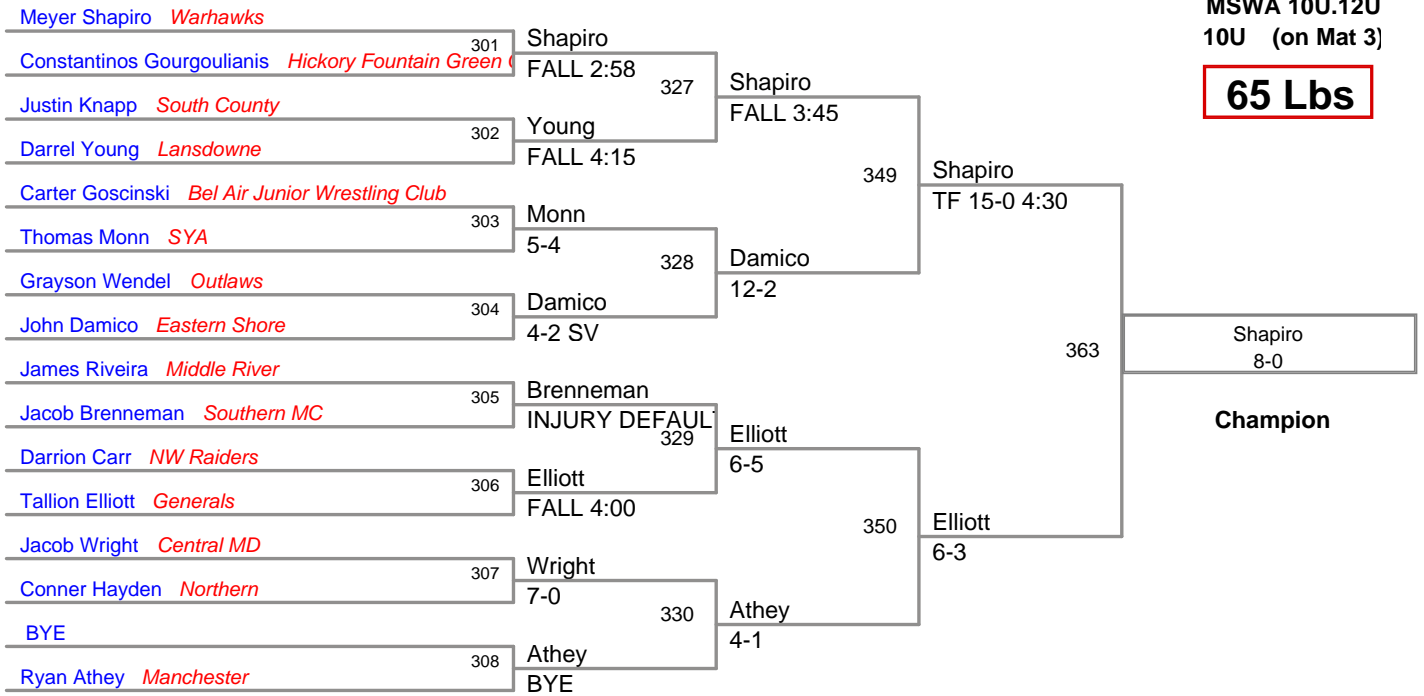 MSWA 10U.12U
10U (on Mat 3)
65 Lbs
Meyer Shapiro Warhawks
301
Constantinos Gourgoulianis Hickory Fountain Green
Shapiro
FALL 2:58
Justin Knapp South County
302
Darrel Young Lansdowne
Young
FALL 4:15
327
Shapiro
FALL 3:45
Carter Goscinski Bel Air Junior Wrestling Club
303
Thomas Monn SYA
Monn
5-4
Grayson Wendel Outlaws
304
John Damico Eastern Shore
Damico
4-2 SV
328
Damico
12-2
349
Shapiro
TF 15-0 4:30
James Riveira Middle River
305
Jacob Brenneman Southern MC
Brenneman
INJURY DEFAUL
Darrion Carr NW Raiders
306
Tallion Elliott Generals
Elliott
FALL 4:00
329
Elliott
6-5
Jacob Wright Central MD
307
Conner Hayden Northern
Wright
7-0
BYE
308
Ryan Athey Manchester
Athey
BYE
330
Athey
4-1
350
Elliott
6-3
363
Shapiro
8-0
Champion